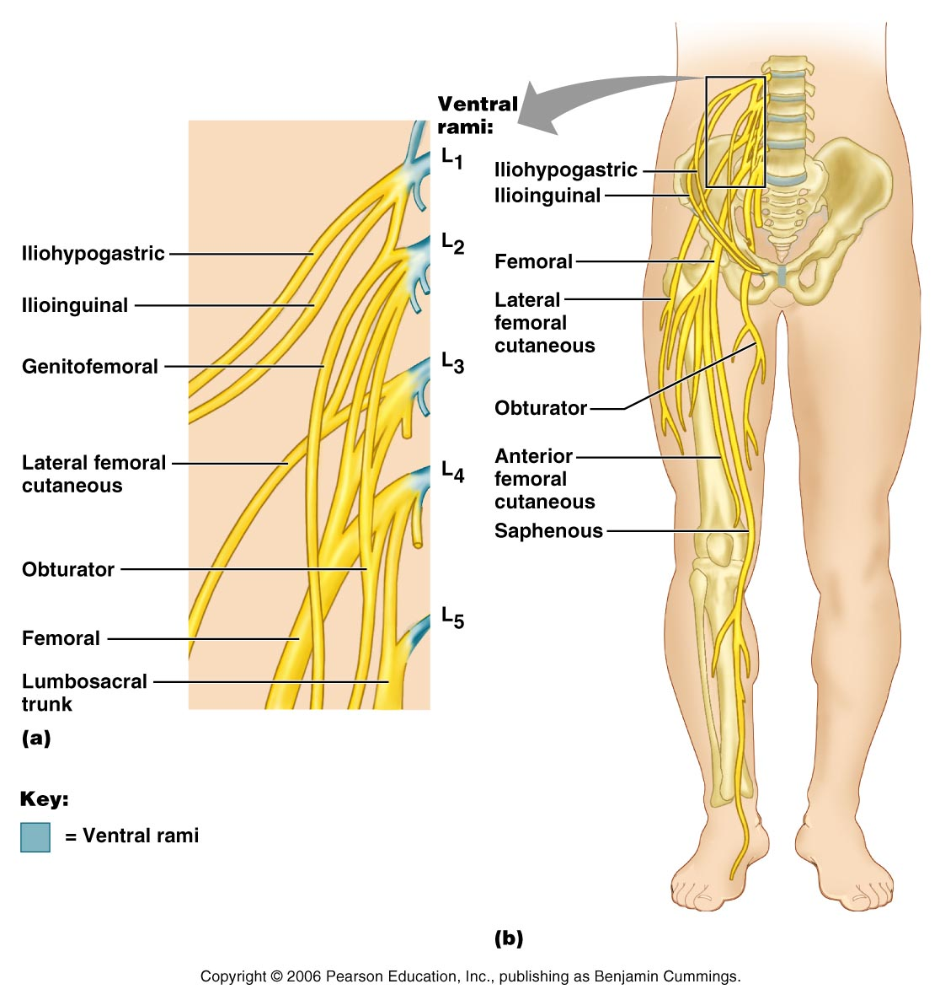 Ventral
rami:
L1
L2
L3
L4
L5
Iliohypogastric
Ilioinguinal
Genitofemoral
Lateral femoral
cutaneous
Obturator
Femoral
Lumbosacral
trunk
(a)
Key:
= Ventral rami
Iliohypogastric
Ilioinguinal
Femoral
Lateral
femoral
cutaneous
Obturator
Anterior
femoral
cutaneous
Saphenous
(b)
Copyright © 2006 Pearson Education, Inc., publishing as Benjamin Cummings.